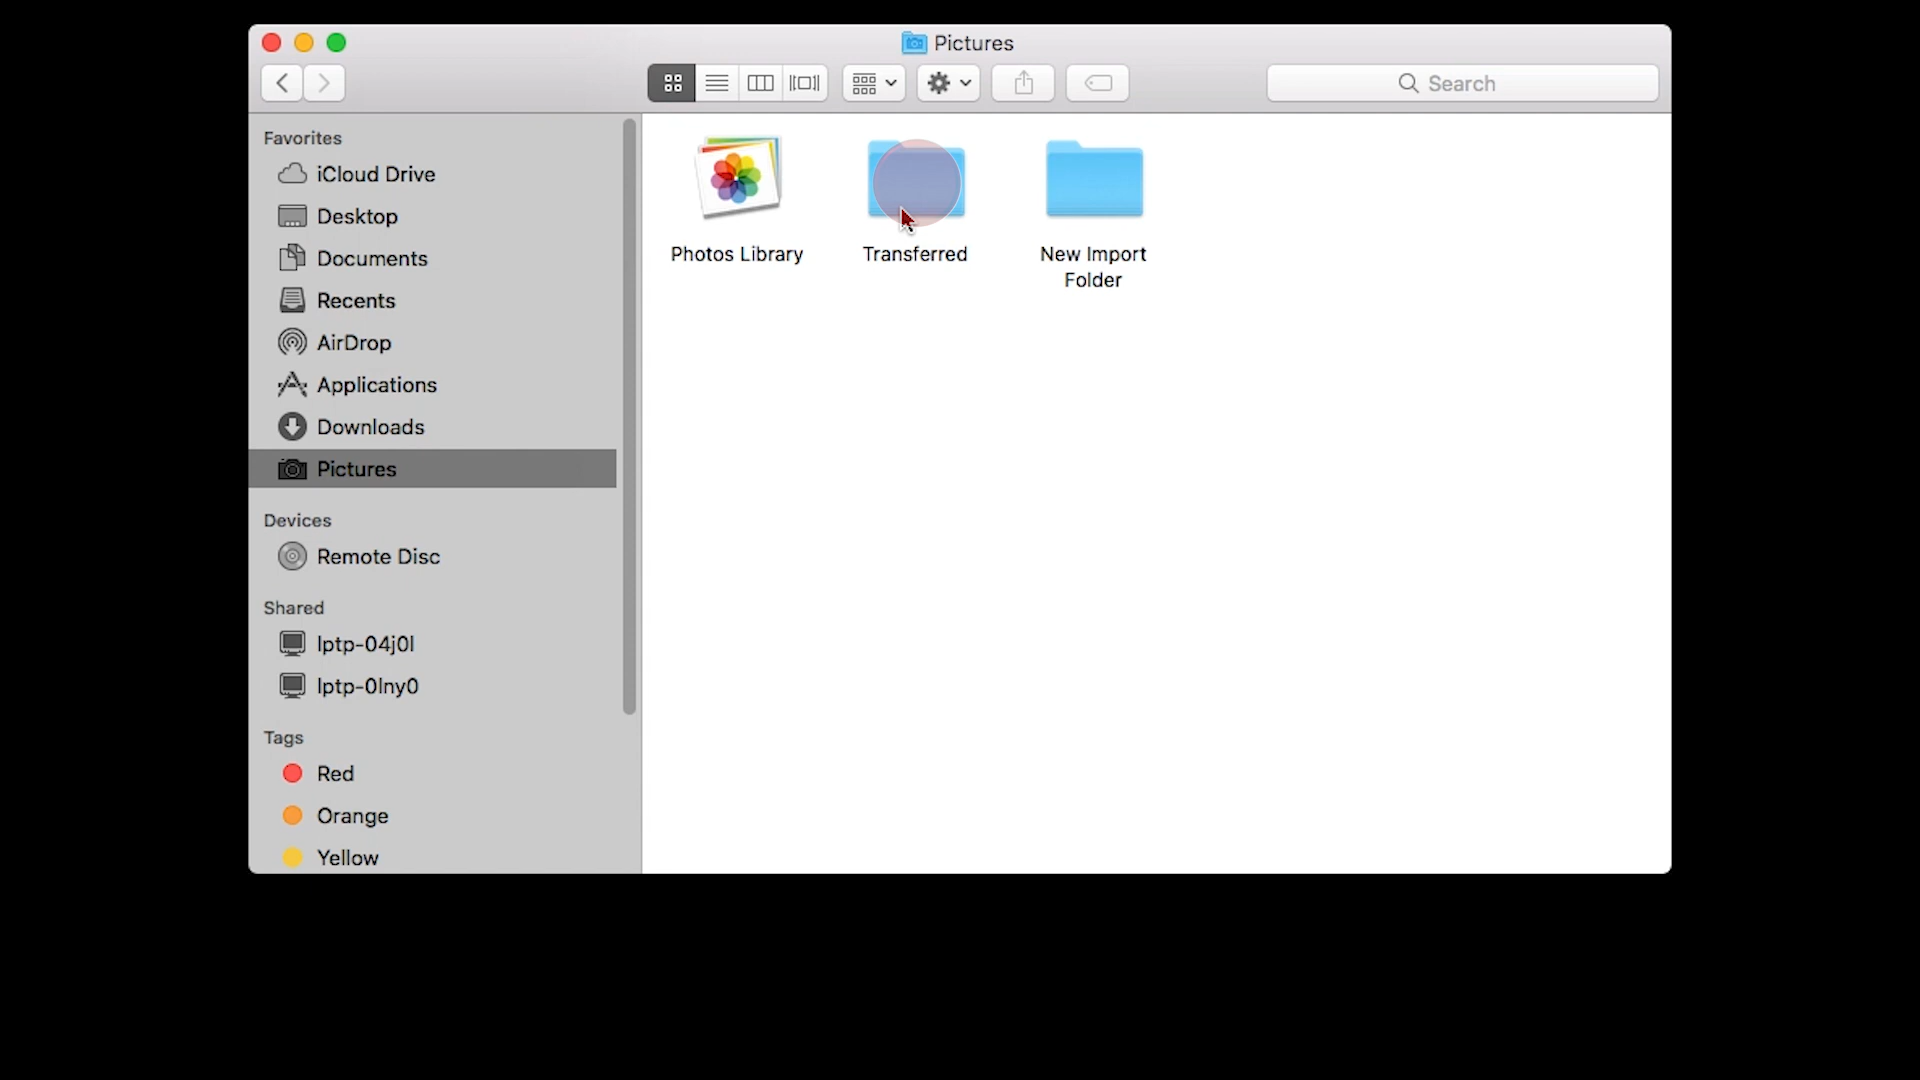 Pictures
Search
Favorites
iCloud Drive
Desktop
Documents
Recents
AirDrop
Applications
Downloads
Pictures
Devices
Remote Disc
Shared
lptp-04j0l
lptp-0lny0
Tags
Red
Orange
Yellow
Photos Library
Transferred
New Import
Folder